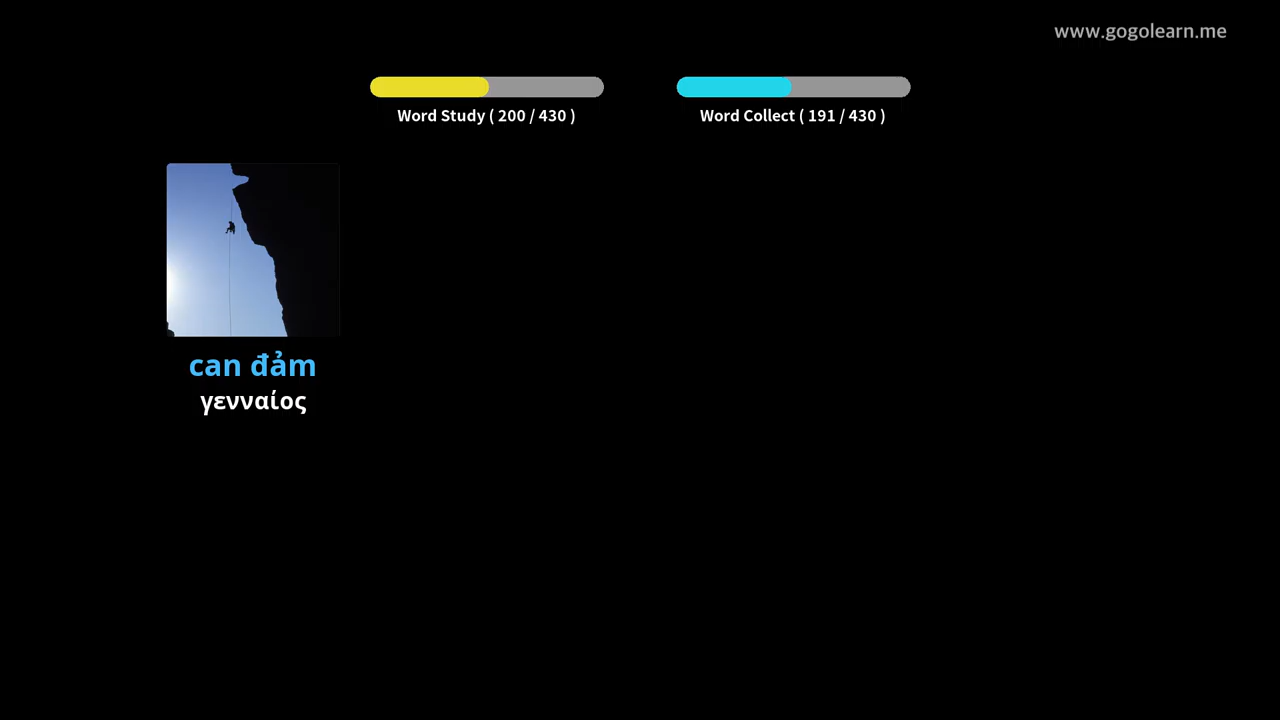 www.gogolearn.me
Word Study ( 200 / 430 )
Word Collect ( 191 / 430 )
can đảm
γενναίος